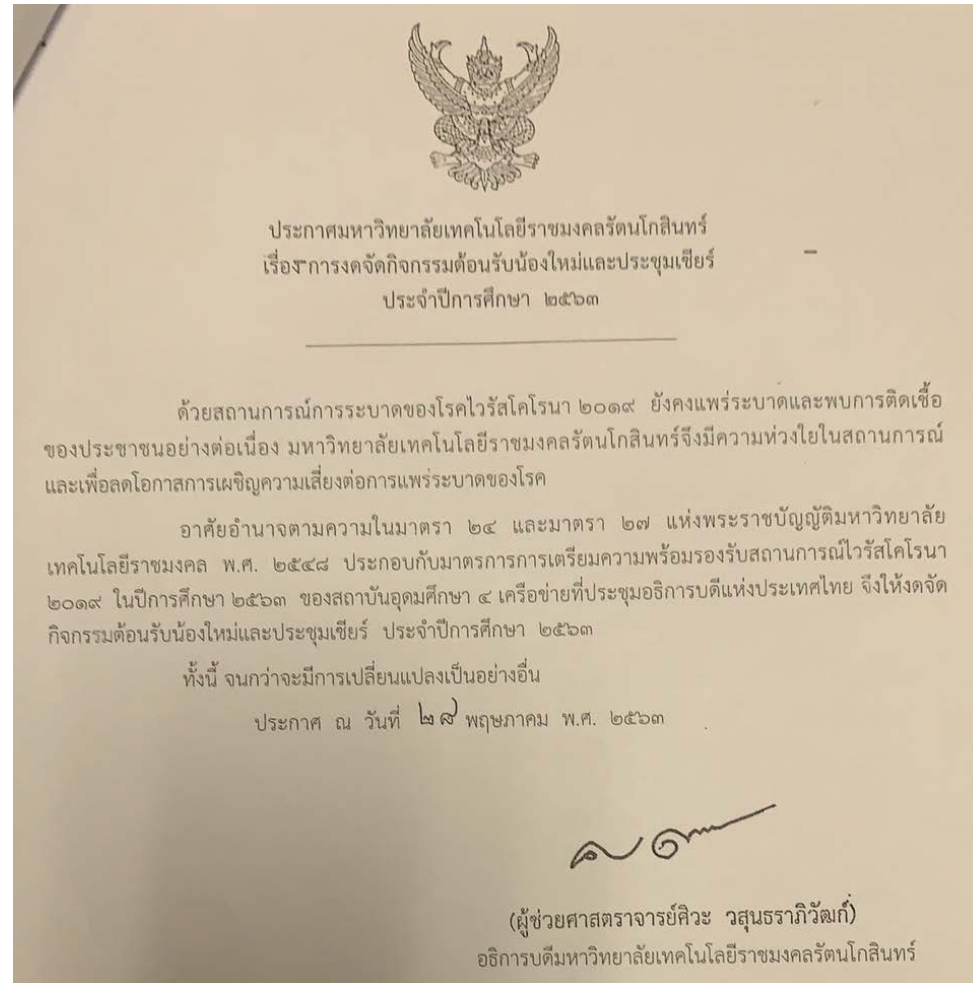 ประกาศมหาวิทยาลัยเทคโนโลยีราชมงคลรัตนโกสินทร์
เรื่อง การงดจัดกิจกรรมต้อนรับน้องใหม่และประชุมเชียร์
ประจำปีการศึกษา ๒๕๖๓
ด้วยสถานการณ์การระบาดของโรคไวรัสโคโรนา ๒๐๑๙ ยังคงแพร่ระบาดและพบการติดเชื้อ
ของประชาชนอย่างต่อเนื่อง มหาวิทยาลัยเทคโนโลยีราชมงคลรัตนโกสินทร์จึงมีความห่วงใยในสถานการณ์
และเพื่อลดโอกาสการเผชิญความเสี่ยงต่อการแพร่ระบาดของโรค
อาศัยอำนาจตามความในมาตรา ๒๔ และมาตรา ๒๗ แห่งพระราชบัญญัติมหาวิทยาลัย
เทคโนโลยีราชมงคล พ.ศ. ๒๕๔๘ ประกอบกับมาตรการการเตรียมความพร้อมรองรับสถานการณ์ไวรัสโคโรนา
๒๐๑๙ ในปีการศึกษา ๒๕๖๓ ของสถาบันอุดมศึกษา ๔ เครือข่ายที่ประชุมอธิการบดีแห่งประเทศไทย จึงให้งดจัด
กิจกรรมต้อนรับน้องใหม่และประชุมเชียร์ ประจำปีการศึกษา ๒๕๖๓
ทั้งนี้ จนกว่าจะมีการเปลี่ยนแปลงเป็นอย่างอื่น
ประกาศ ณ วันที่ ๒๘ พฤษภาคม พ.ศ. ๒๕๖๓
(ผู้ช่วยศาสตราจารย์ศิวะ วสุนธราภิวัฒก์)
อธิการบดีมหาวิทยาลัยเทคโนโลยีราชมงคลรัตนโกสินทร์